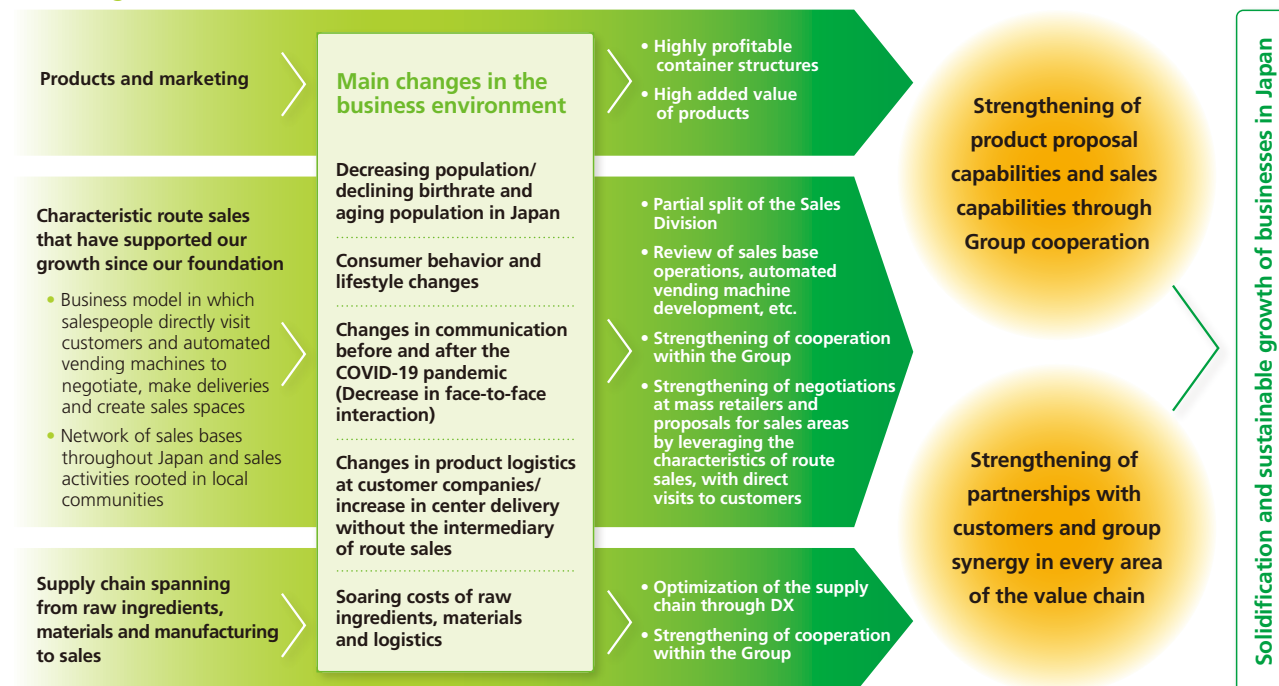 Products and marketing
Characteristic route sales
that have supported our
growth since our foundation
• Business model in which
salespeople directly visit
customers and automated
vending machines to
negotiate, make deliveries
and create sales spaces
• Network of sales bases
throughout Japan and sales
activities rooted in local
communities
Supply chain spanning
from raw ingredients,
materials and manufacturing
to sales
Main changes in the
business environment
Decreasing population/
declining birthrate and
aging population in Japan
Consumer behavior and
lifestyle changes
Changes in communication
before and after the
COVID-19 pandemic
(Decrease in face-to-face
interaction)
Changes in product logistics
at customer companies/
increase in center delivery
without the intermediary
of route sales
Soaring costs of raw
ingredients, materials
and logistics
• Highly profitable
container structures
• High added value
of products
• Partial split of the Sales
Division
• Review of sales base
operations, automated
vending machine
development, etc.
• Strengthening of cooperation
within the Group
• Strengthening of negotiations
at mass retailers and
proposals for sales areas
by leveraging the
characteristics of route
sales, with direct
visits to customers
• Optimization of the supply
chain through DX
• Strengthening of cooperation
within the Group
Strengthening of
product proposal
capabilities and sales
capabilities through
Group cooperation
Strengthening of
partnerships with
customers and group
synergy in every area
of the value chain
Solidification and sustainable growth of businesses in Japan